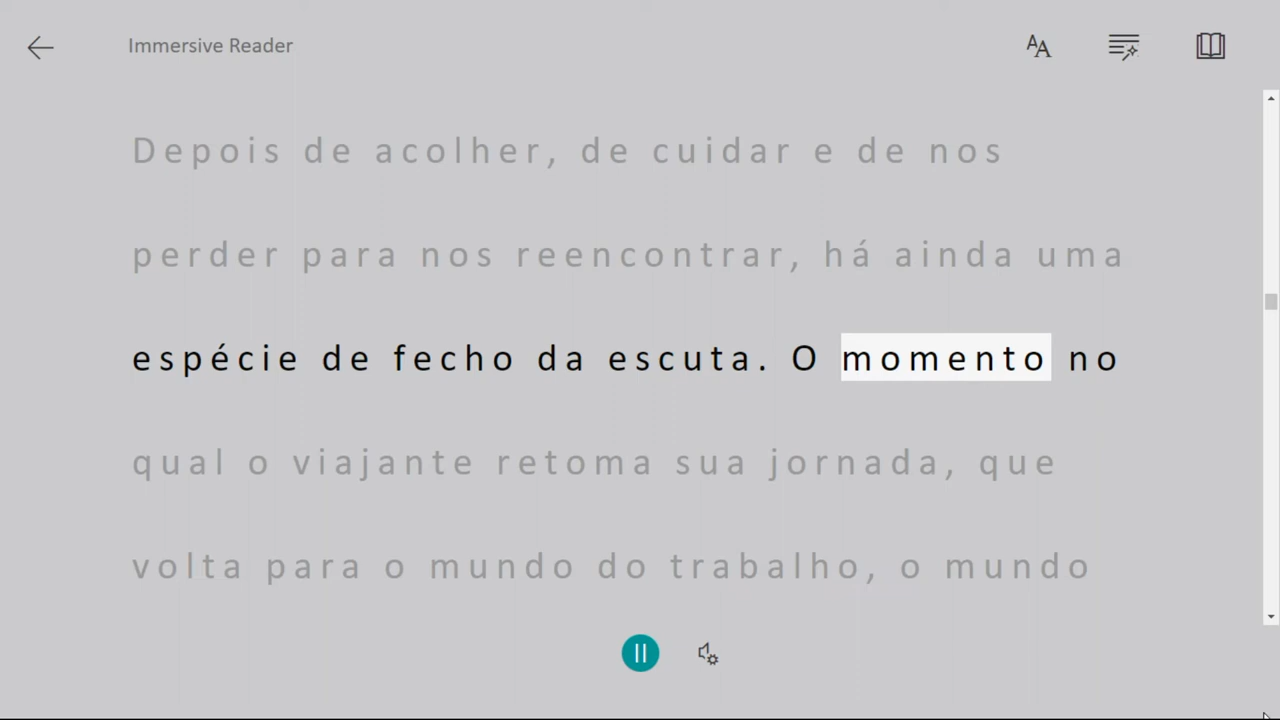 Immersive Reader
Depois de acolher, de cuidar e de nos
perder para nos reencontrar, há ainda uma
espécie de fecho da escuta. O momento no
qual o viajante retoma sua jornada, que
volta para o mundo do trabalho, o mundo